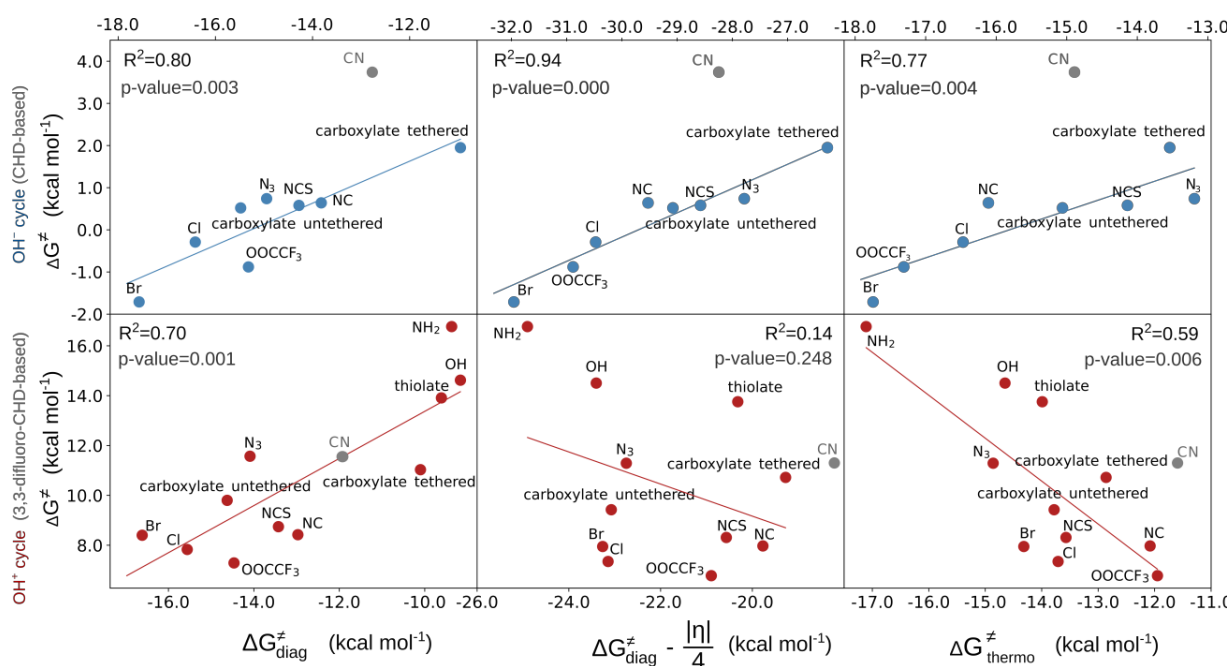 -18.0 -16.0 -14.0 -12.0 -32.0 -31.0 -30.0 -29.0 -28.0 -27.0 -18.0 -17.0 -16.0 -15.0 -14.0 13.0
OH⁻ cycle (CHD-based)
ΔG≠ (kcal mol⁻¹)
4.0
3.0
2.0
1.0
0.0
-1.0
-2.0
R²=0.80
p-value=0.003
CN
carboxylate tethered
N₃
NCS
NC
carboxylate untethered
Cl
OOCCF₃
Br
R²=0.94
p-value=0.000
CN
carboxylate tethered
NC
NCS
N₃
carboxylate untethered
Cl
OOCCF₃
Br
R²=0.77
p-value=0.004
CN
carboxylate tethered
NC
NCS
N₃
carboxylate untethered
Cl
OOCCF₃
Br
OH⁺ cycle (3,3-difluoro-CHD-based)
ΔG≠ (kcal mol⁻¹)
16.0
14.0
12.0
10.0
8.0
R²=0.70
p-value=0.001
NH₂
OH
thiolate
N₃
CN
carboxylate tethered
carboxylate untethered
NCS
NC
Br
Cl
OOCCF₃
NH₂
R²=0.14
p-value=0.248
OH
thiolate
N₃
CN
carboxylate tethered
carboxylate untethered
Br
Cl
NCS
NC
OOCCF₃
NH₂
R²=0.59
p-value=0.006
OH
thiolate
N₃
CN
carboxylate tethered
carboxylate untethered
Br
NCS
Cl
NC
OOCCF₃
-16.0 -14.0 -12.0 -10.0 -26.0 -24.0 -22.0 -20.0 -17.0 -16.0 -15.0 -14.0 -13.0 -12.0 -11.0
ΔG≠diag (kcal mol⁻¹)
ΔG≠diag - |η|/4 (kcal mol⁻¹)
ΔG≠thermo (kcal mol⁻¹)